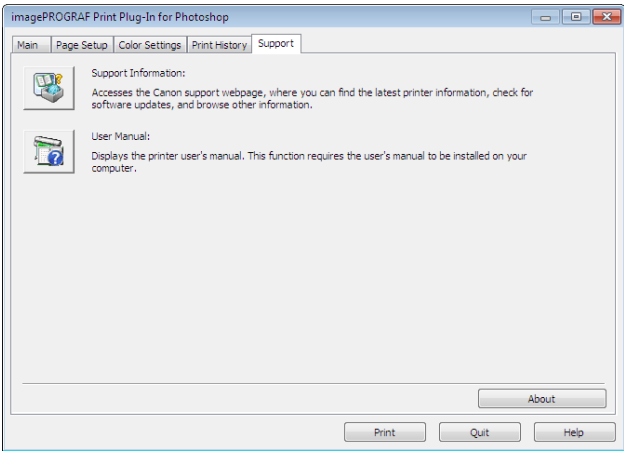 imagePROGRAF Print Plug-In for Photoshop
Main Page Setup Color Settings Print History Support
Support Information:
Accesses the Canon support webpage, where you can find the latest printer information, check for
software updates, and browse other information.
User Manual:
Displays the printer user's manual. This function requires the user's manual to be installed on your
computer.
About
Print Quit Help